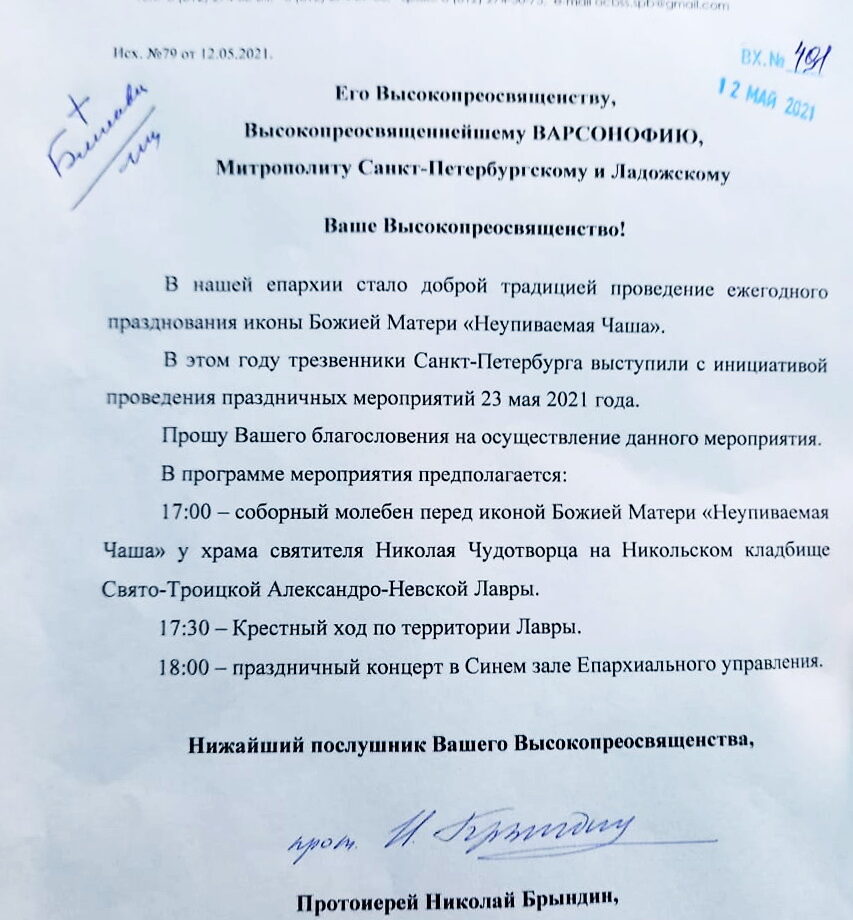 e-mail ocbss.spb@gmail.com
Исх. №79 от 12.05.2021.
ВХ.№ 491
12 МАЙ 2021
Его Высокопреосвященству,
Высокопреосвященнейшему ВАРСОНОФИЮ,
Митрополиту Санкт-Петербургскому и Ладожскому
Ваше Высокопреосвященство!
В нашей епархии стало доброй традицией проведение ежегодного
празднования иконы Божией Матери «Неупиваемая Чаша».
В этом году трезвенники Санкт-Петербурга выступили с инициативой
проведения праздничных мероприятий 23 мая 2021 года.
Прошу Вашего благословения на осуществление данного мероприятия.
В программе мероприятия предполагается:
17:00 – соборный молебен перед иконой Божией Матери «Неупиваемая
Чаша» у храма святителя Николая Чудотворца на Никольском кладбище
Свято-Троицкой Александро-Невской Лавры.
17:30 – Крестный ход по территории Лавры.
18:00 – праздничный концерт в Синем зале Епархиального управления.
Нижайший послушник Вашего Высокопреосвященства,
прот. Н. Брындин
Протоиерей Николай Брындин,